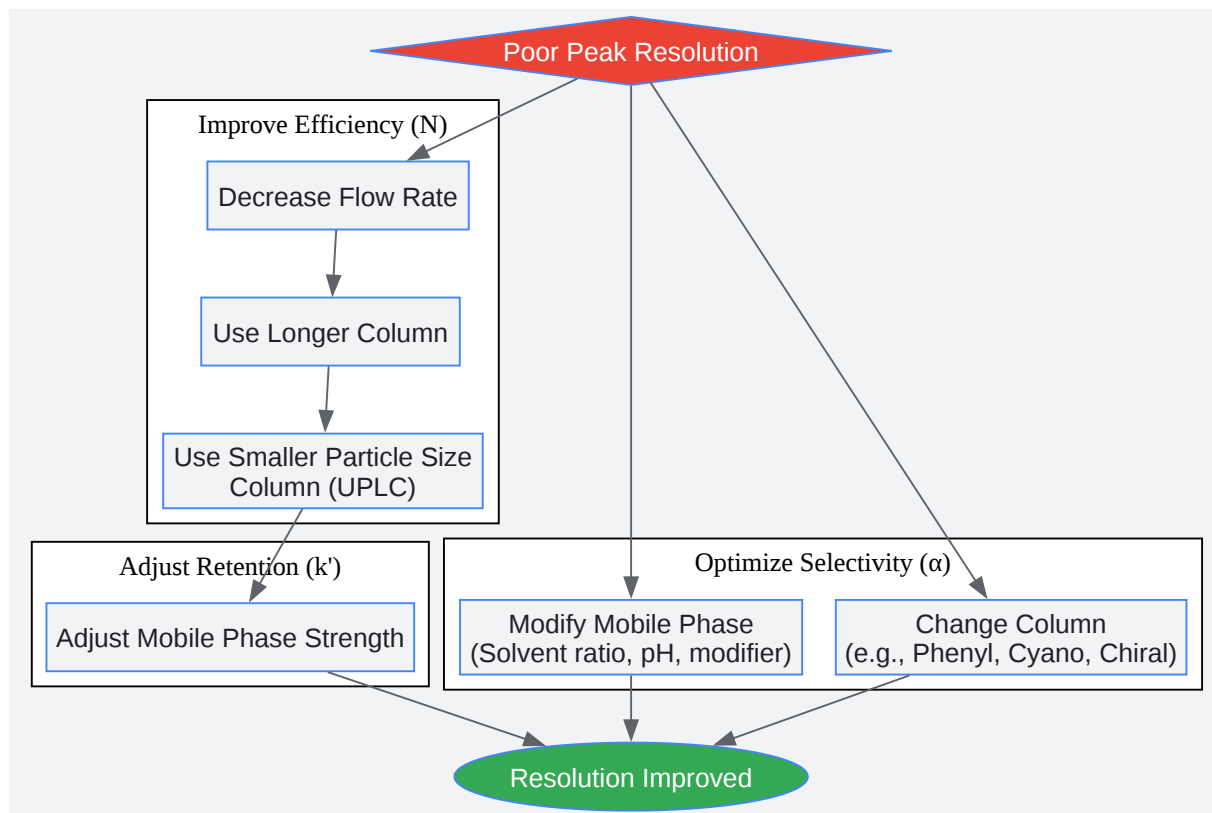 Poor Peak Resolution
Improve Efficiency (N)
Decrease Flow Rate
Use Longer Column
Use Smaller Particle Size
Column (UPLC)
Adjust Retention (k')
Adjust Mobile Phase Strength
Optimize Selectivity (α)
Modify Mobile Phase
(Solvent ratio, pH, modifier)
Change Column
(e.g., Phenyl, Cyano, Chiral)
Resolution Improved